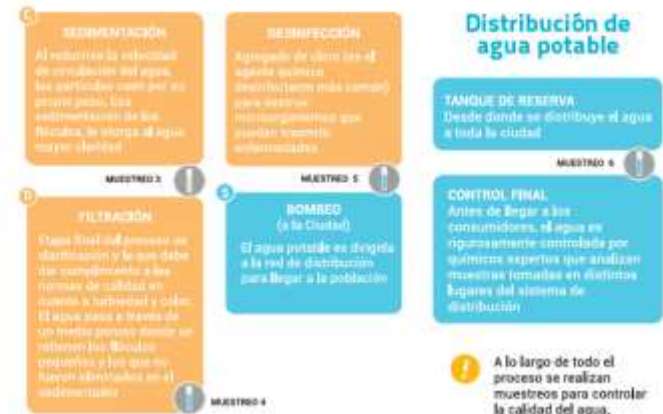 C
SEDIMENTACIÓN
Al reducirse la velocidad
de circulación del agua,
las partículas caen por su
propio peso. Esa
sedimentación de los
flóculos, le otorga al agua
mayor claridad
MUESTREO 3
D
FILTRACIÓN
Etapa final del proceso de
clarificación y la que debe
dar cumplimiento a las
normas de calidad en
cuanto a turbiedad y color.
El agua pasa a través de
un medio poroso donde se
retienen los flóculos
pequeños y los que no
fueron eliminados en el
sedimentador
MUESTREO 4
DESINFECCIÓN
Agregado de cloro (es el
agente químico
desinfectante más común)
para
microorganismos que
puedan transmitir
enfermedades
MUESTREO 5
5
BOMBEO
(a la Ciudad)
El agua potable es dirigida
a la red de distribución
para llegar a la población
Distribución de
agua potable
TANQUE DE RESERVA
Desde donde se distribuye el agua
a toda la ciudad
MUESTREO 6
CONTROL FINAL
Antes de llegar a los
consumidores, el agua es
rigurosamente controlada por
químicos expertos que analizan
muestras tomadas en distintos
lugares del sistema de
distribución
!
A lo largo de todo el
proceso se realizan
muestreos para controlar
la calidad del agua.